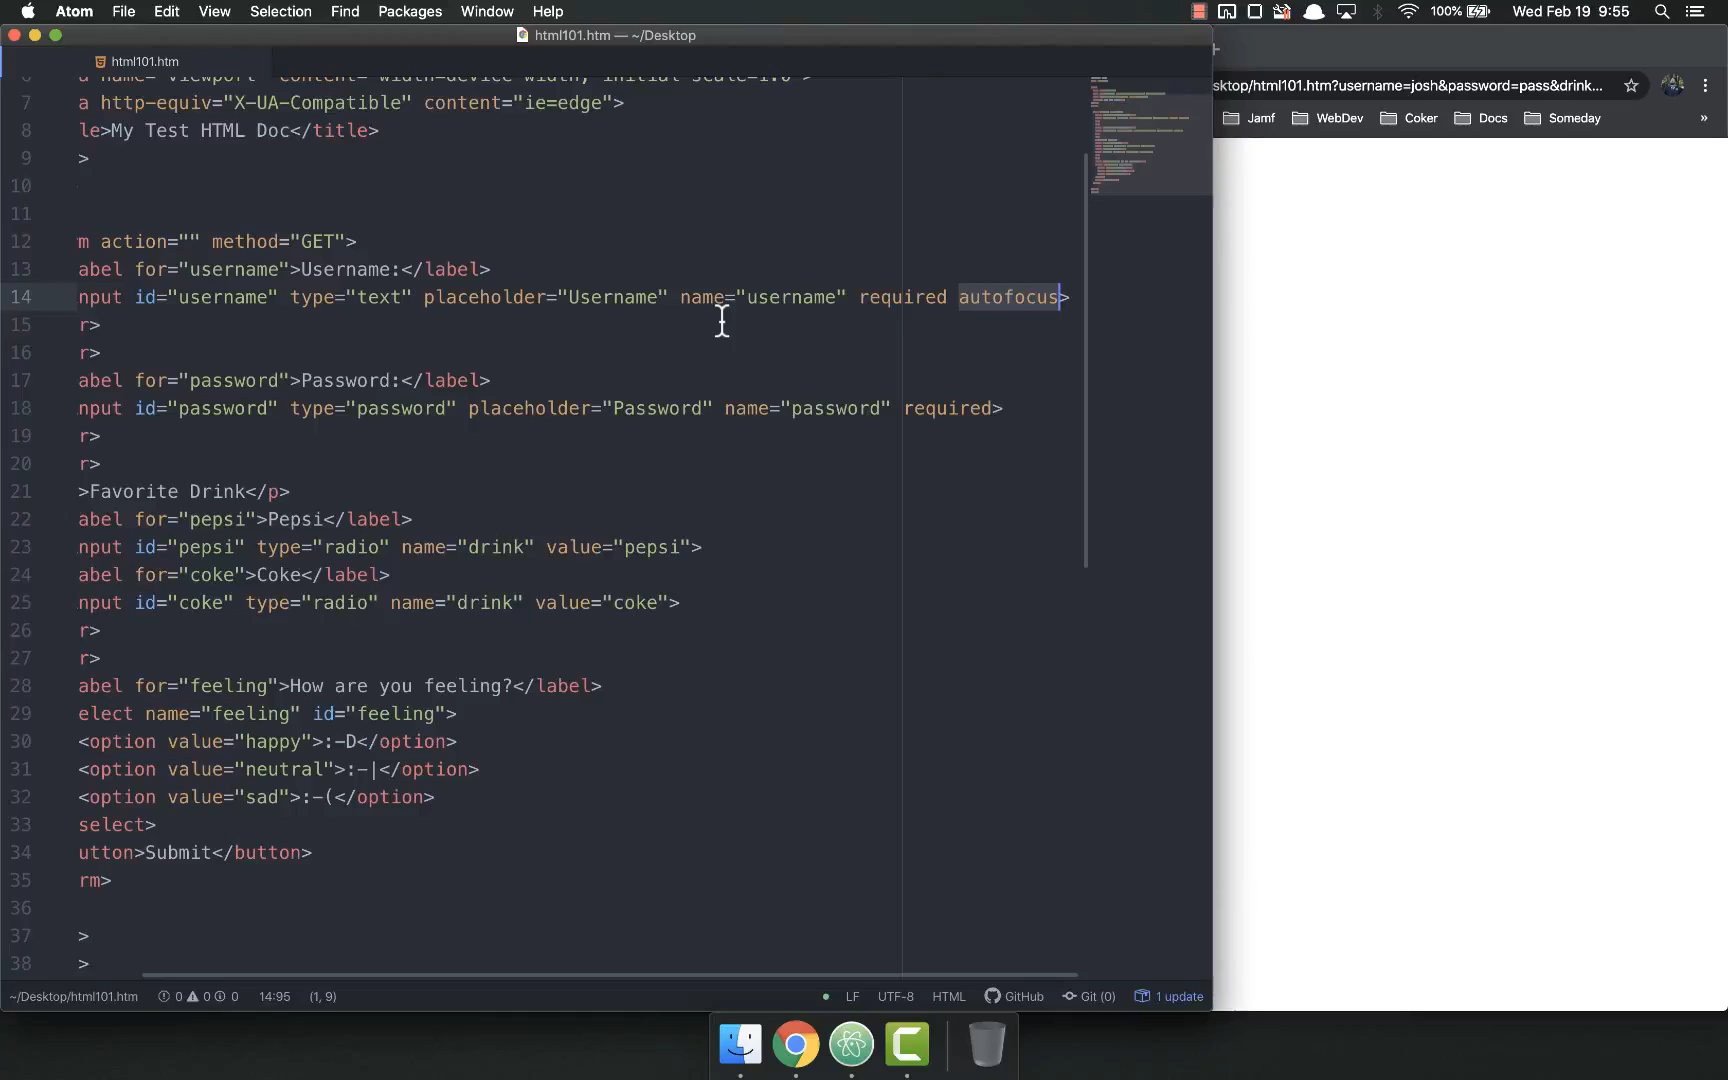 Atom File Edit View Selection Find Packages Window Help 100% Wed Feb 19 9:55
html101.htm — ~/Desktop
html101.htm
a name="viewport" content="width=device-width, initial-scale=1.0">
7 a http-equiv="X-UA-Compatible" content="ie=edge">
8 le>My Test HTML Doc</title>
9 >
10
11
12 m action="" method="GET">
13 abel for="username">Username:</label>
14 nput id="username" type="text" placeholder="Username" name="username" required autofocus>
15 r>
16 r>
17 abel for="password">Password:</label>
18 nput id="password" type="password" placeholder="Password" name="password" required>
19 r>
20 r>
21 >Favorite Drink</p>
22 abel for="pepsi">Pepsi</label>
23 nput id="pepsi" type="radio" name="drink" value="pepsi">
24 abel for="coke">Coke</label>
25 nput id="coke" type="radio" name="drink" value="coke">
26 r>
27 r>
28 abel for="feeling">How are you feeling?</label>
29 elect name="feeling" id="feeling">
30 <option value="happy">:-D</option>
31 <option value="neutral">:-|</option>
32 <option value="sad">:-(</option>
33 select>
34 utton>Submit</button>
35 rm>
36
37 >
38 >
~/Desktop/html101.htm 0 0 0 14:95 (1, 9) LF UTF-8 HTML GitHub Git (0) 1 update
sktop/html101.htm?username=josh&password=pass&drink...
Jamf WebDev Coker Docs Someday »